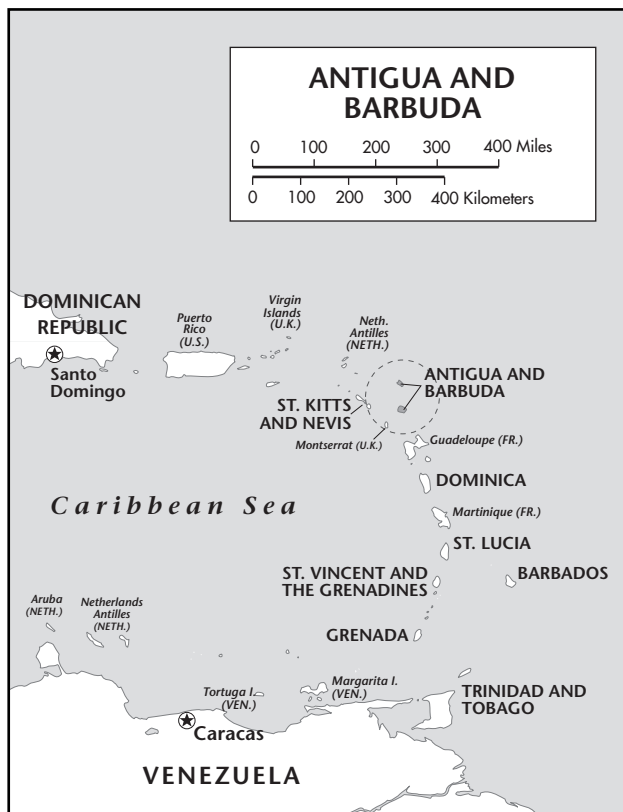 ANTIGUA AND
BARBUDA
0 100 200 300 400 Miles
0 100 200 300 400 Kilometers
DOMINICAN
REPUBLIC
Santo
Domingo
Puerto
Rico
(U.S.)
Virgin
Islands
(U.K.)
Neth.
Antilles
(NETH.)
ANTIGUA AND
BARBUDA
ST. KITTS
AND NEVIS
Montserrat (U.K.)
Guadeloupe (FR.)
DOMINICA
Caribbean Sea
Martinique (FR.)
ST. LUCIA
ST. VINCENT AND
THE GRENADINES
BARBADOS
Aruba
(NETH.)
Netherlands
Antilles
(NETH.)
GRENADA
Tortuga I.
(VEN.)
Margarita I.
(VEN.)
TRINIDAD AND
TOBAGO
Caracas
VENEZUELA